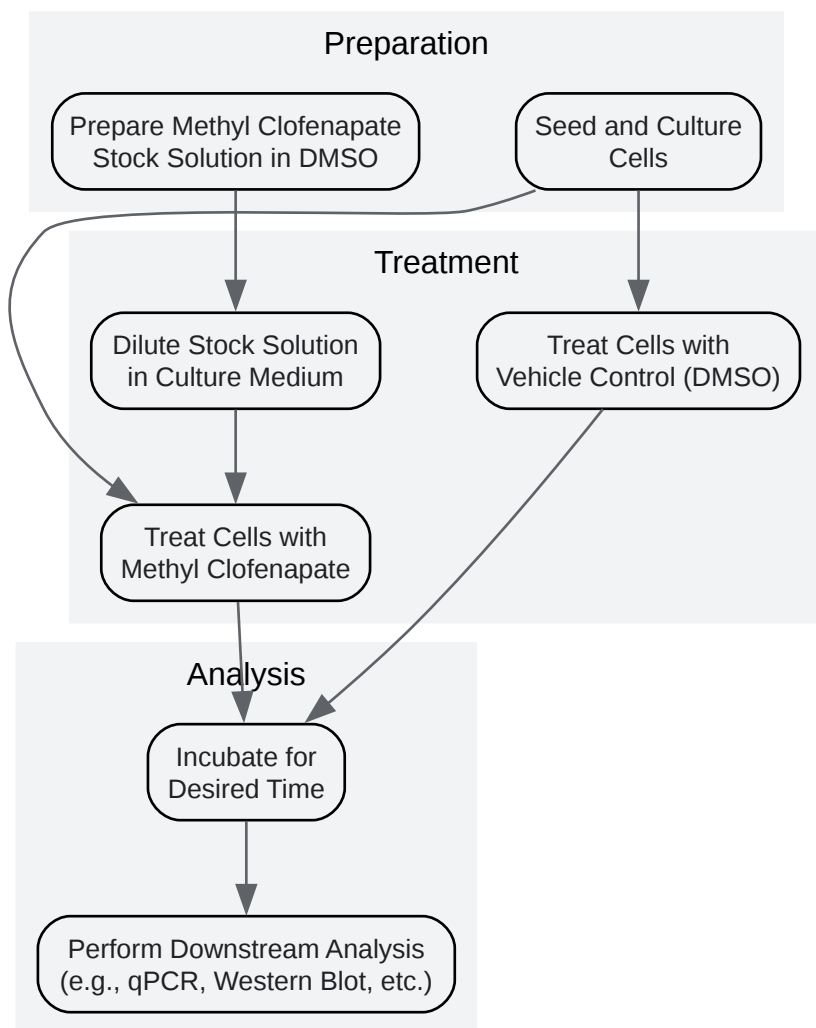 Preparation
Prepare Methyl Clofenapate
Stock Solution in DMSO
Seed and Culture
Cells
Treatment
Dilute Stock Solution
in Culture Medium
Treat Cells with
Vehicle Control (DMSO)
Treat Cells with
Methyl Clofenapate
Analysis
Incubate for
Desired Time
Perform Downstream Analysis
(e.g., qPCR, Western Blot, etc.)